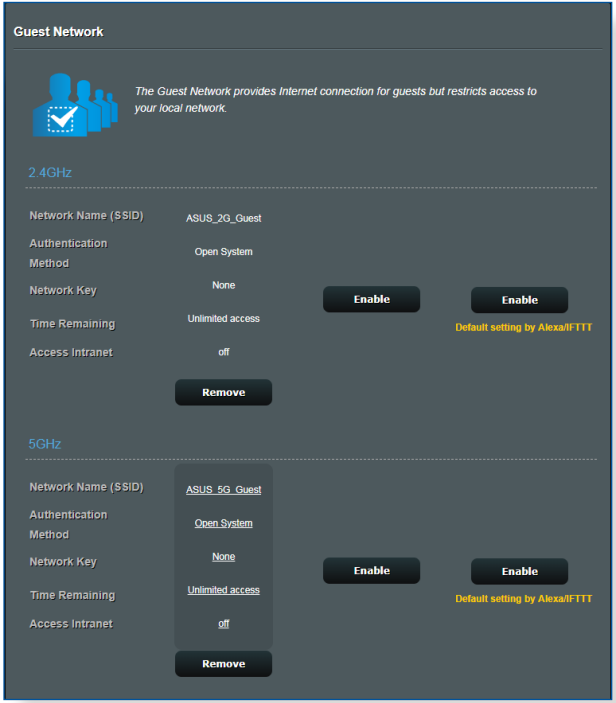 Guest Network
The Guest Network provides Internet connection for guests but restricts access to
your local network.
2.4GHz
Network Name (SSID) ASUS_2G_Guest
Authentication
Method Open System
Network Key None
Enable Enable
Time Remaining Unlimited access
Default setting by Alexa/IFTTT
Access Intranet off
Remove
5GHz
Network Name (SSID) ASUS_5G_Guest
Authentication
Method Open System
Network Key None
Enable Enable
Time Remaining Unlimited access
Default setting by Alexa/IFTTT
Access Intranet off
Remove